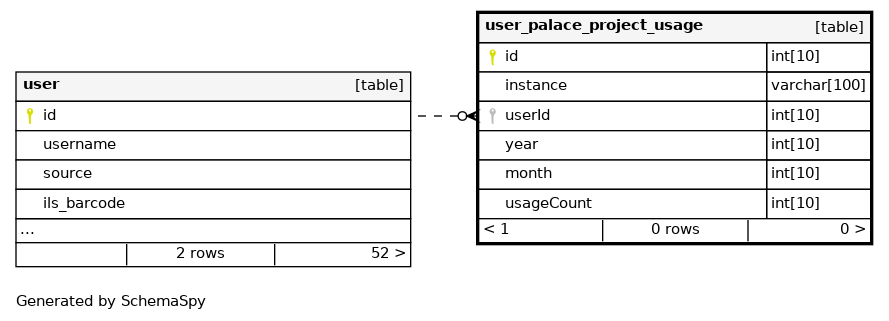 user [table]
id
username
source
ils_barcode
...
2 rows 52 >
user_palace_project_usage [table]
id int[10]
instance varchar[100]
userId int[10]
year int[10]
month int[10]
usageCount int[10]
< 1 0 rows 0 >
Generated by SchemaSpy